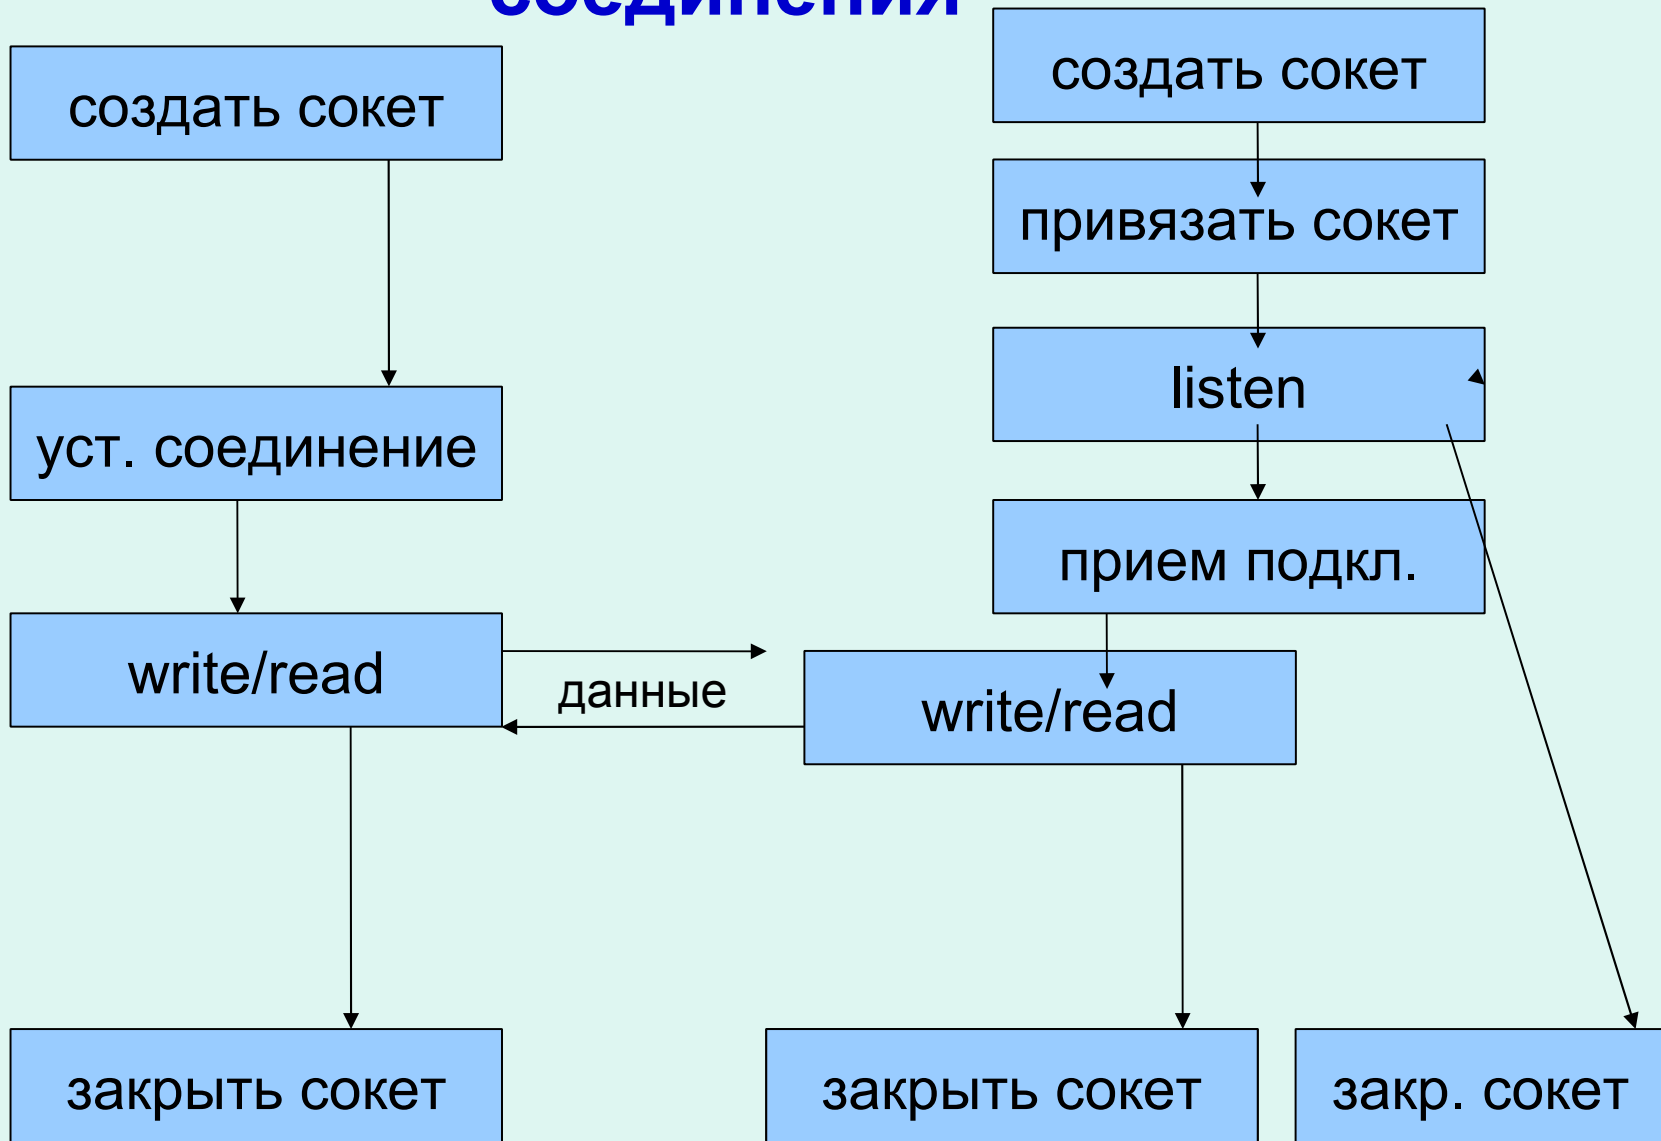 соединения
создать сокет
создать сокет
привязать сокет
listen
уст. соединение
прием подкл.
write/read
данные
write/read
закрыть сокет
закрыть сокет
закр. сокет